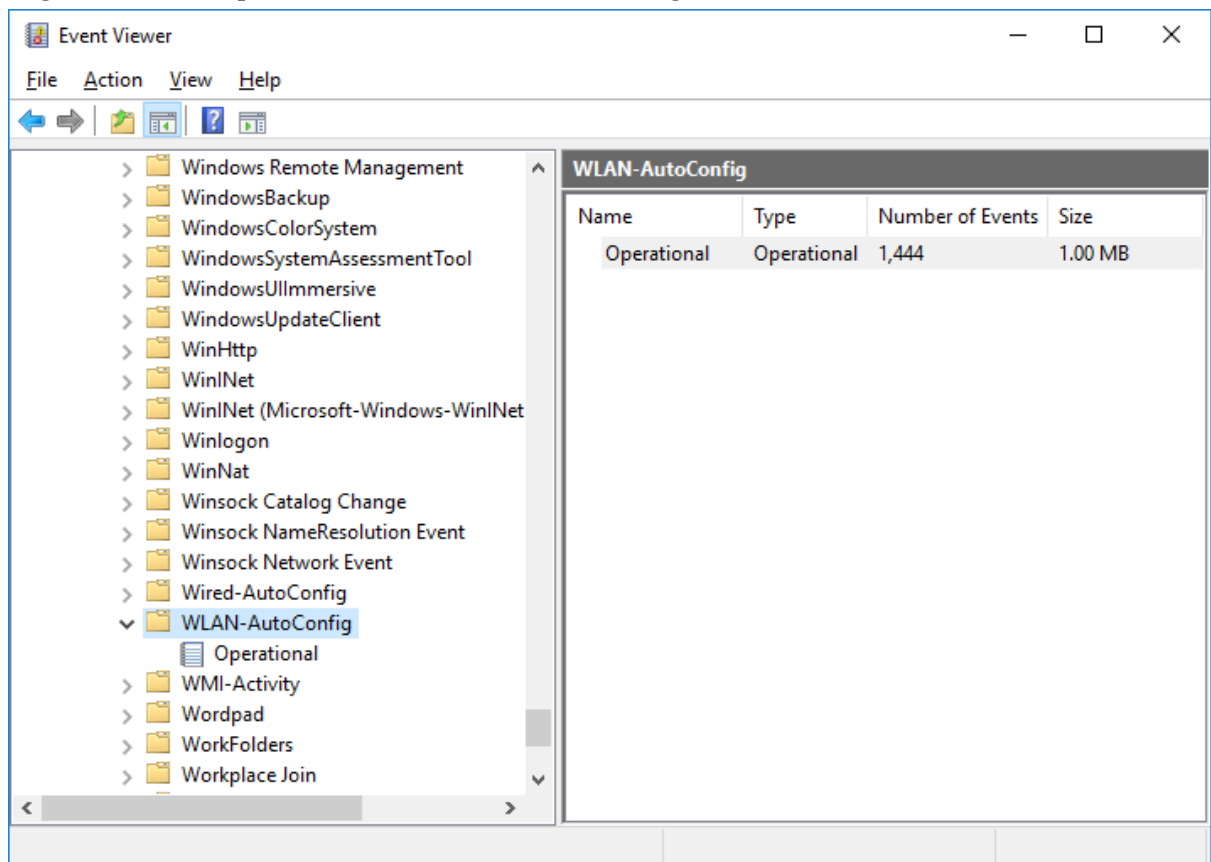 Event Viewer
File Action View Help
Windows Remote Management
WindowsBackup
WindowsColorSystem
WindowsSystemAssessmentTool
WindowsUIImmersive
WindowsUpdateClient
WinHttp
WinINet
WinINet (Microsoft-Windows-WinINet
Winlogon
WinNat
Winsock Catalog Change
Winsock NameResolution Event
Winsock Network Event
Wired-AutoConfig
WLAN-AutoConfig
Operational
WMI-Activity
Wordpad
WorkFolders
Workplace Join
WLAN-AutoConfig
Name Type Number of Events Size
Operational Operational 1,444 1.00 MB